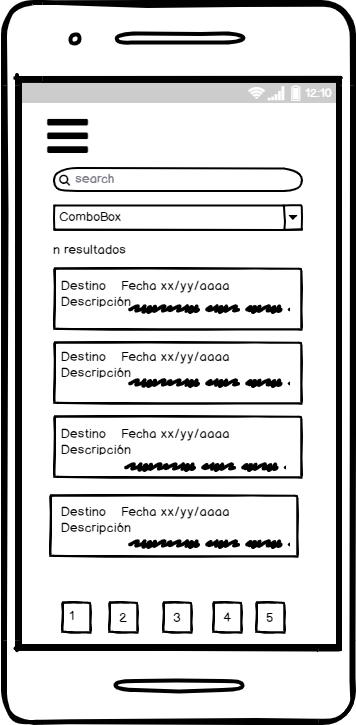 12:10
search
ComboBox
n resultados
Destino Fecha xx/yy/aaaa
Descripción
Destino Fecha xx/yy/aaaa
Descripción
Destino Fecha xx/yy/aaaa
Descripción
Destino Fecha xx/yy/aaaa
Descripción
1 2 3 4 5